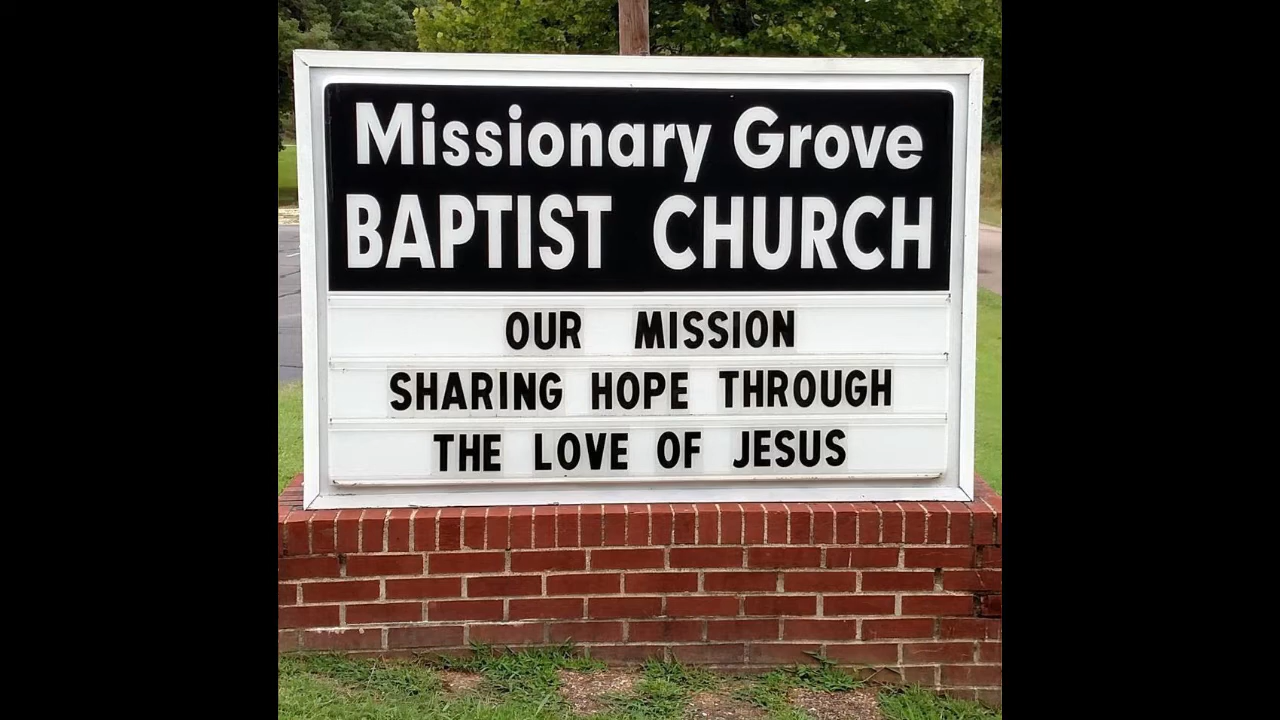 Missionary Grove
BAPTIST CHURCH
OUR MISSION
SHARING HOPE THROUGH
THE LOVE OF JESUS